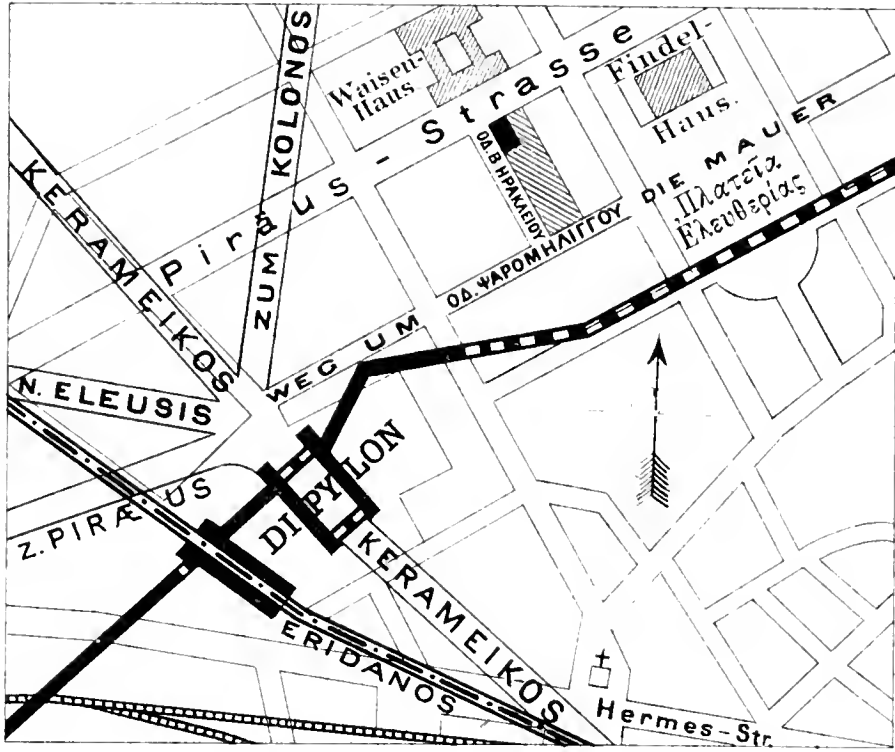 Waisen-
Haus
Findel-
Haus.
Piräus - Strasse
ZUM KOLONOS
KERAMEIKOS
ΟΔ. Β ΗΡΑΚΛΕΙΟΥ
ΟΔ. ΨΑΡΟΜΗΛΙΓΓΟΥ
WEG UM DIE MAUER
„Πλατεῖα
Ελευθερίας
N. ELEUSIS
Z. PIRÆUS
DIPYLON
KERAMEIKOS
ERIDANOS
Hermes-Str.